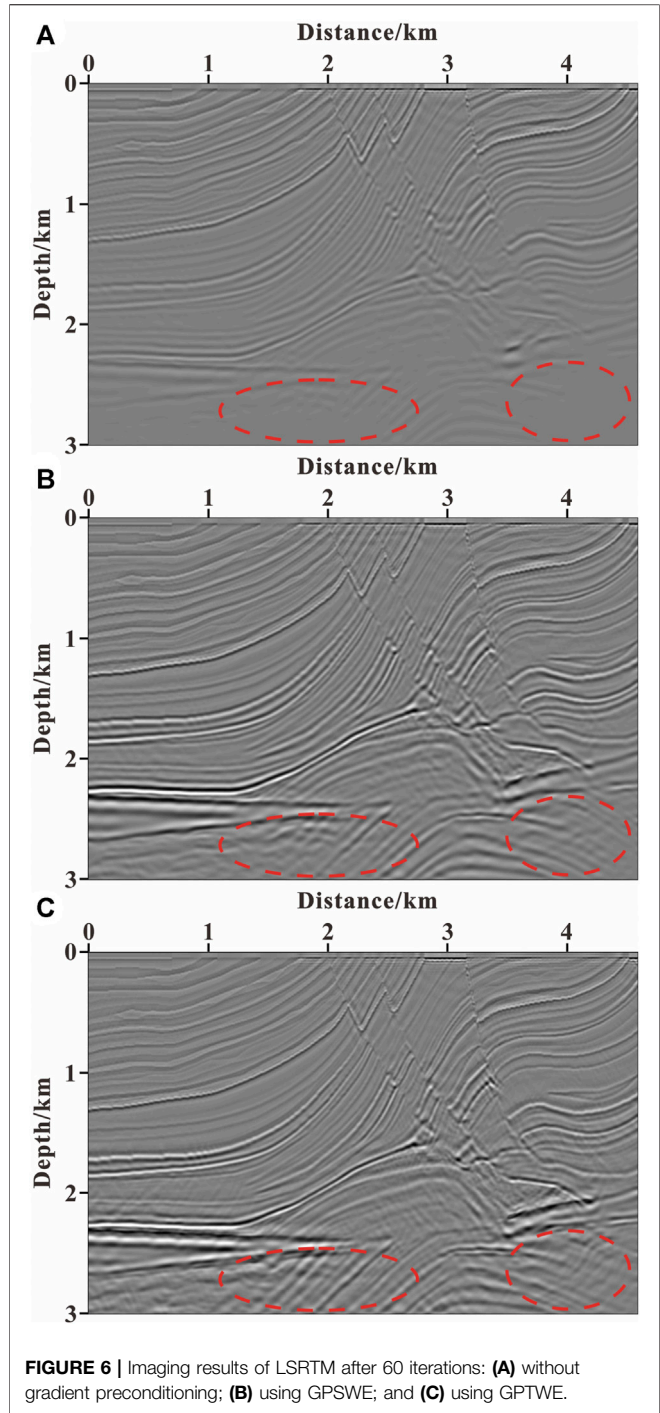 A
Distance/km
0 1 2 3 4
Depth/km
0
1
2
3
B
Distance/km
0 1 2 3 4
Depth/km
0
1
2
3
C
Distance/km
0 1 2 3 4
Depth/km
0
1
2
3
FIGURE 6 | Imaging results of LSRTM after 60 iterations: (A) without
gradient preconditioning; (B) using GPSWE; and (C) using GPTWE.